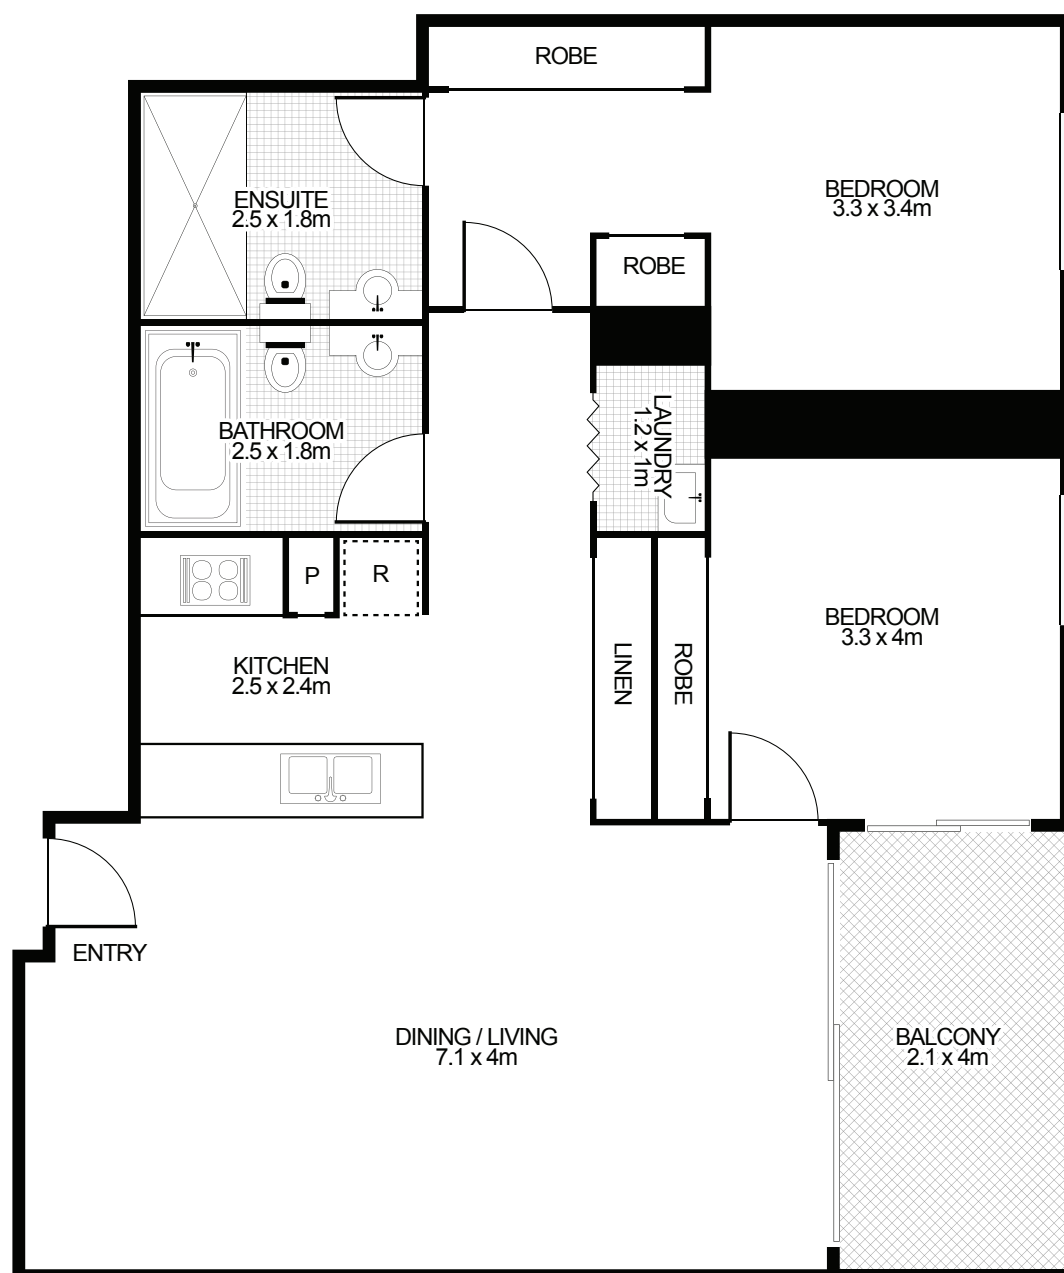 ROBE
BEDROOM
3.3 x 3.4m
ENSUITE
2.5 x 1.8m
ROBE
BATHROOM
2.5 x 1.8m
LAUNDRY
1.2 x 1m
P
R
BEDROOM
3.3 x 4m
KITCHEN
2.5 x 2.4m
LINEN
ROBE
ENTRY
DINING / LIVING
7.1 x 4m
BALCONY
2.1 x 4m